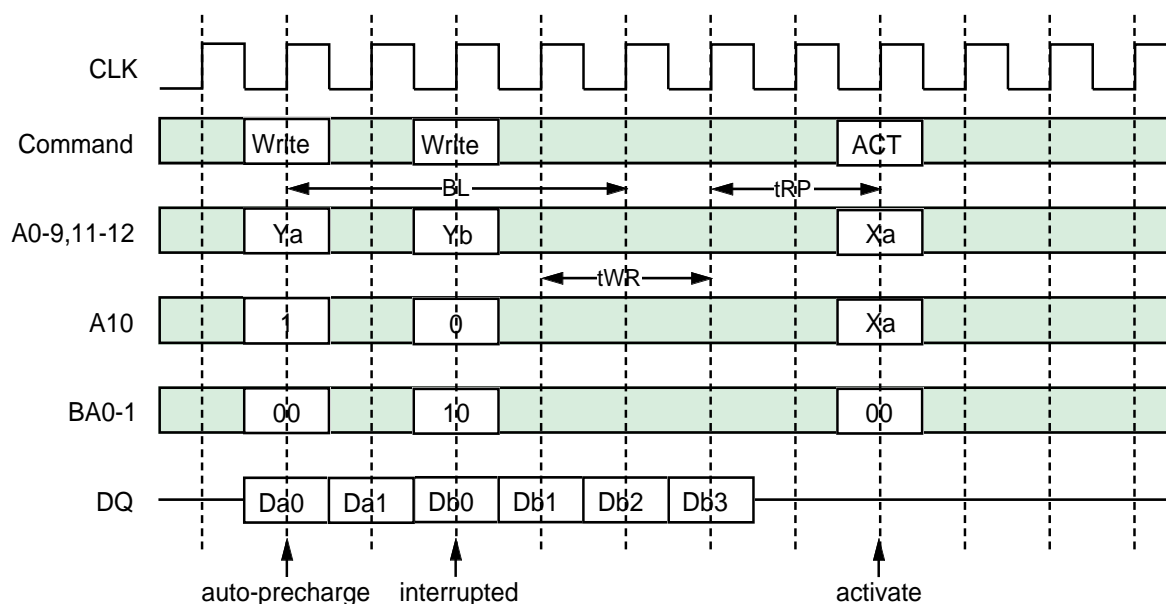 CLK
Command Write Write ACT
BL tRP
A0-9,11-12 Ya Yb Xa
tWR
A10 1 0 Xa
BA0-1 00 10 00
DQ Da0 Da1 Db0 Db1 Db2 Db3
auto-precharge interrupted activate